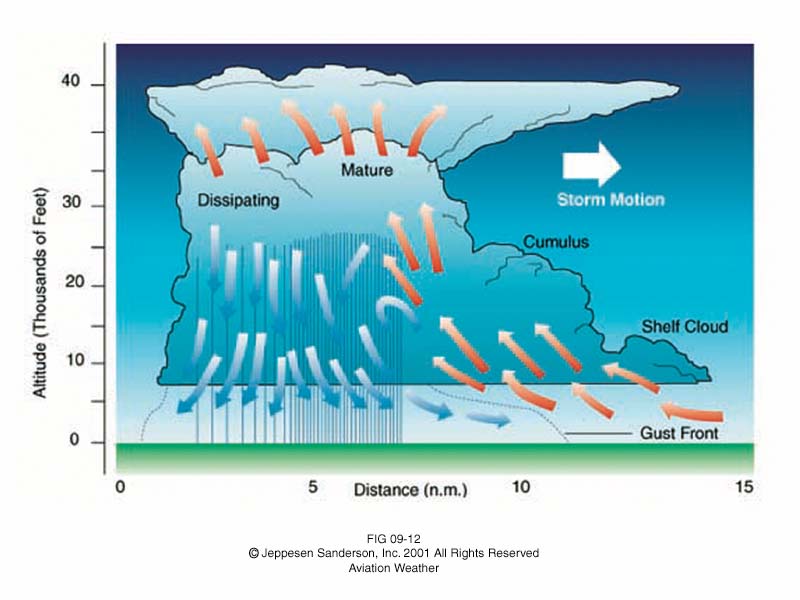 40
30
20
10
0
Altitude (Thousands of Feet)
Dissipating
Mature
Storm Motion
Cumulus
Shelf Cloud
Gust Front
0
5
10
15
Distance (n.m.)
FIG 09-12
© Jeppesen Sanderson, Inc. 2001 All Rights Reserved
Aviation Weather